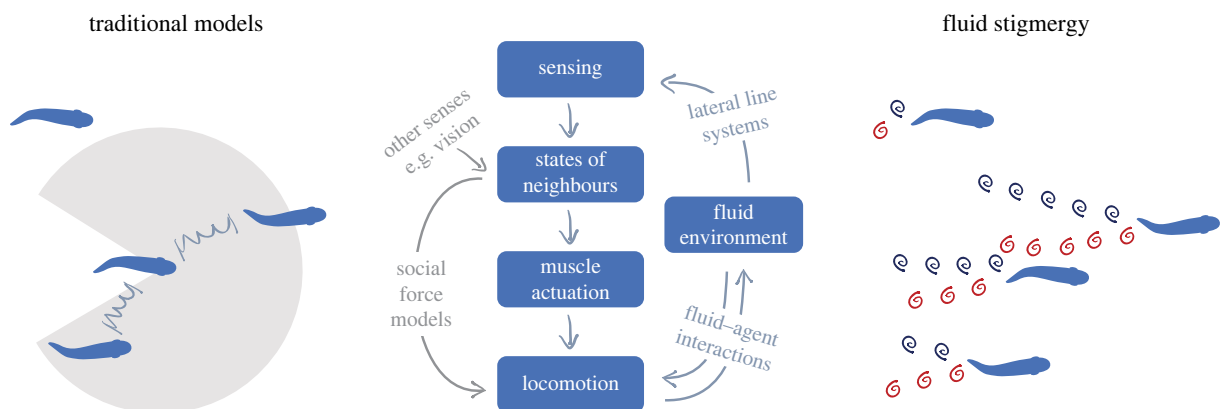 traditional models
fluid stigmergy
sensing
other senses
e.g. vision
lateral line
systems
states of
neighbours
fluid
environment
social
force
models
muscle
actuation
fluid–agent
interactions
locomotion